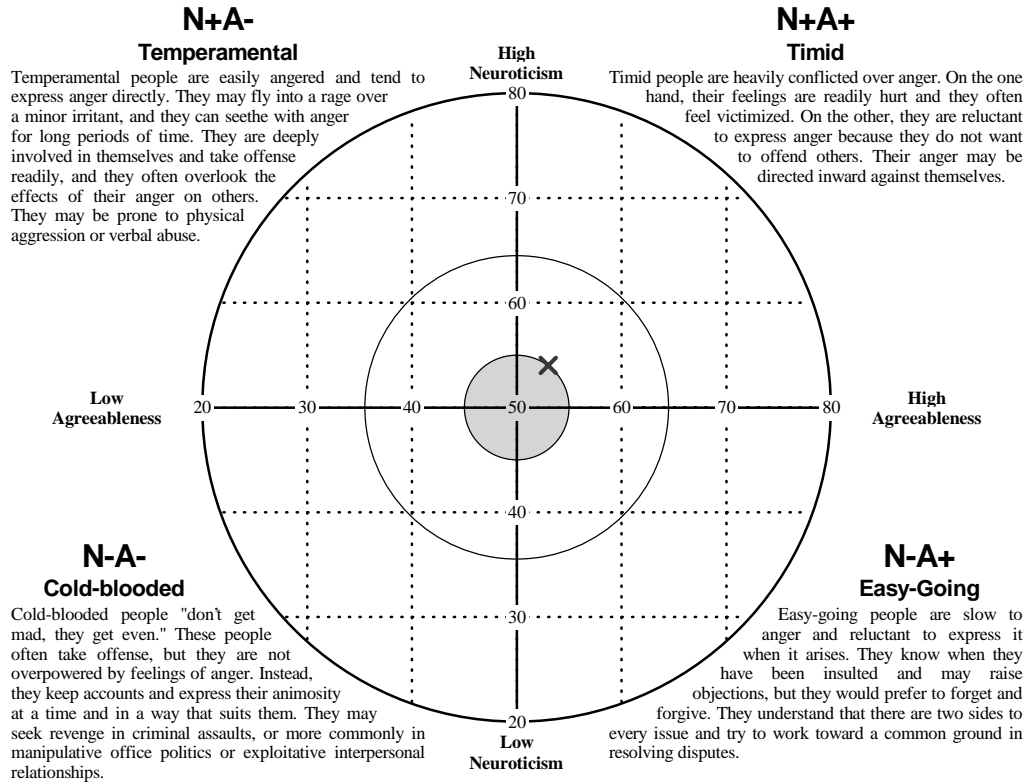 N+A-
Temperamental
Temperamental people are easily angered and tend to
express anger directly. They may fly into a rage over
a minor irritant, and they can seethe with anger
for long periods of time. They are deeply
involved in themselves and take offense
readily, and they often overlook the
effects of their anger on others.
They may be prone to physical
aggression or verbal abuse.
High
Neuroticism
N+A+
Timid
Timid people are heavily conflicted over anger. On the one
hand, their feelings are readily hurt and they often
feel victimized. On the other, they are reluctant
to express anger because they do not want
to offend others. Their anger may be
directed inward against themselves.
80
70
60
Low
Agreeableness
20 30 40 50 60 70 80
High
Agreeableness
40
30
20
N-A-
Cold-blooded
Cold-blooded people "don't get
mad, they get even." These people
often take offense, but they are not
overpowered by feelings of anger. Instead,
they keep accounts and express their animosity
at a time and in a way that suits them. They may
seek revenge in criminal assaults, or more commonly in
manipulative office politics or exploitative interpersonal
relationships.
Low
Neuroticism
N-A+
Easy-Going
Easy-going people are slow to
anger and reluctant to express it
when it arises. They know when they
have been insulted and may raise
objections, but they would prefer to forget and
forgive. They understand that there are two sides to
every issue and try to work toward a common ground in
resolving disputes.